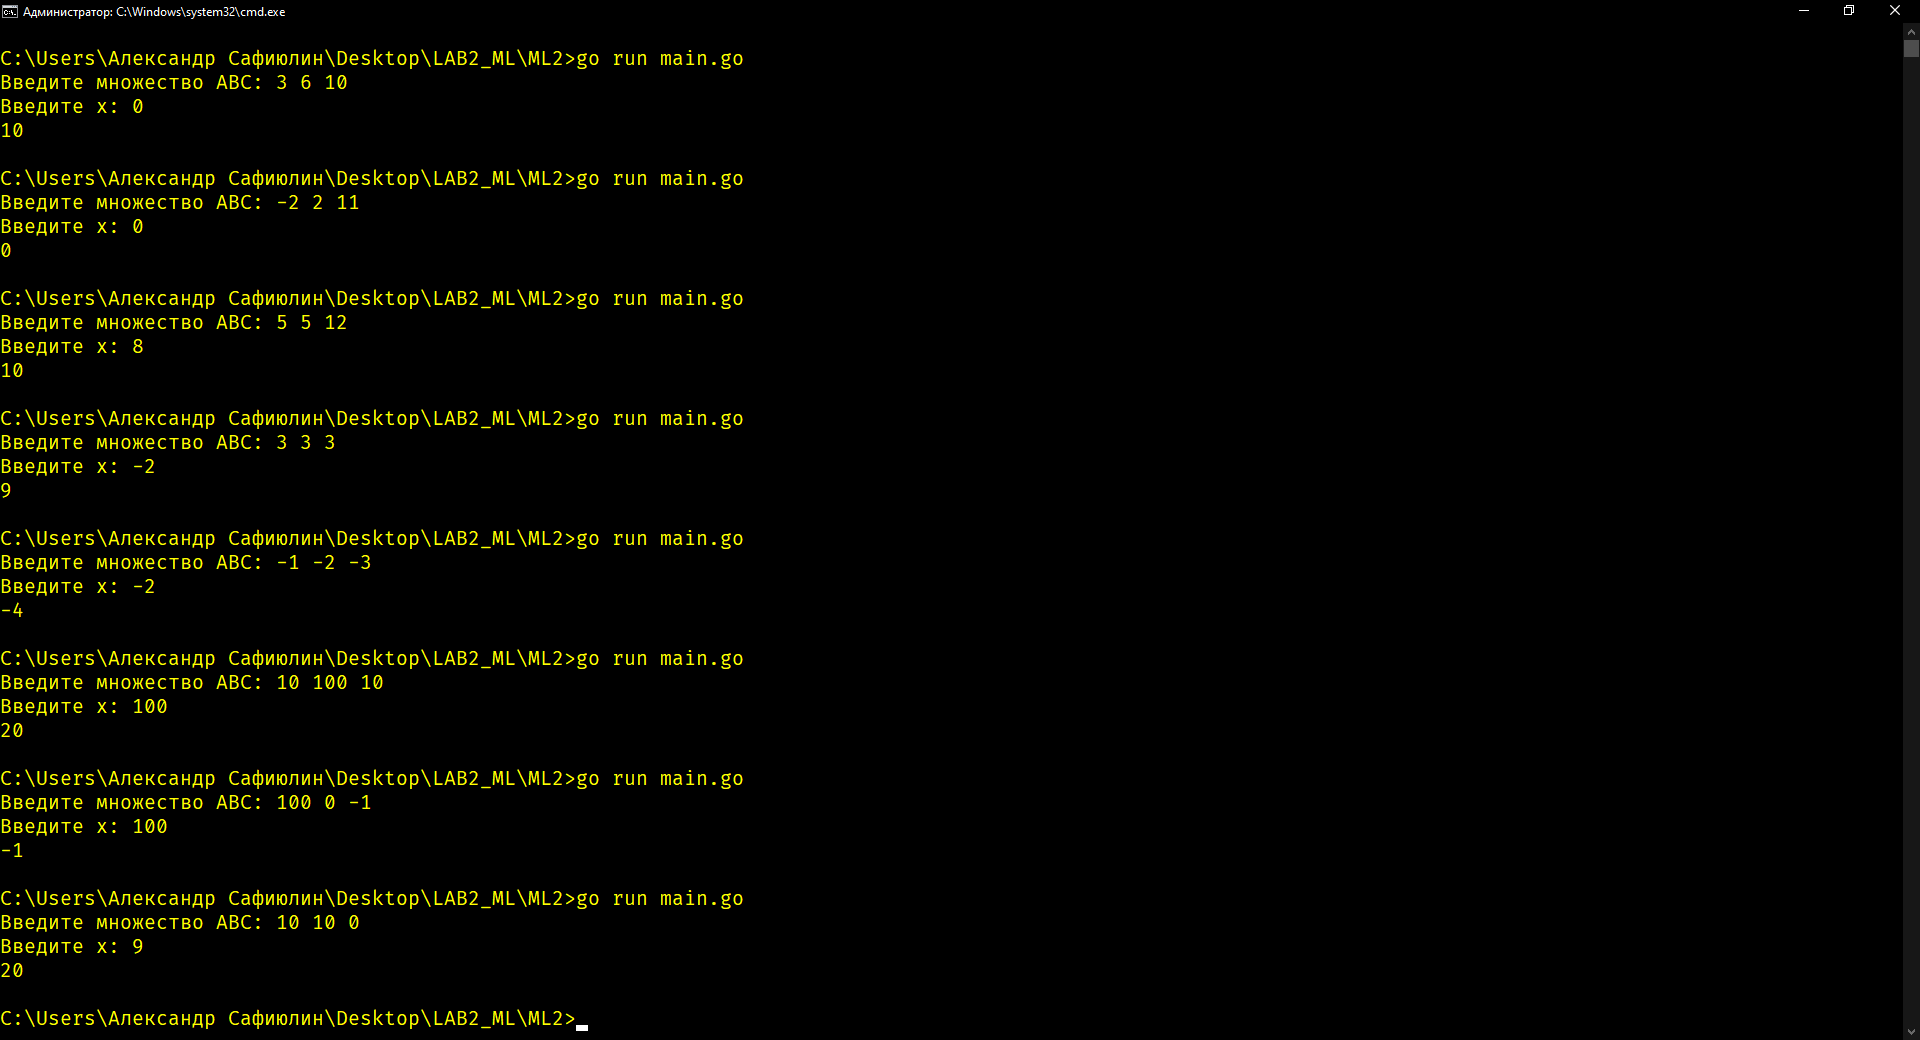 Администратор: C:\Windows\system32\cmd.exe
C:\Users\Александр Сафиюлин\Desktop\LAB2_ML\ML2>go run main.go
Введите множество ABC: 3 6 10
Введите x: 0
10
C:\Users\Александр Сафиюлин\Desktop\LAB2_ML\ML2>go run main.go
Введите множество ABC: -2 2 11
Введите x: 0
0
C:\Users\Александр Сафиюлин\Desktop\LAB2_ML\ML2>go run main.go
Введите множество ABC: 5 5 12
Введите x: 8
10
C:\Users\Александр Сафиюлин\Desktop\LAB2_ML\ML2>go run main.go
Введите множество ABC: 3 3 3
Введите x: -2
9
C:\Users\Александр Сафиюлин\Desktop\LAB2_ML\ML2>go run main.go
Введите множество ABC: -1 -2 -3
Введите x: -2
-4
C:\Users\Александр Сафиюлин\Desktop\LAB2_ML\ML2>go run main.go
Введите множество ABC: 10 100 10
Введите x: 100
20
C:\Users\Александр Сафиюлин\Desktop\LAB2_ML\ML2>go run main.go
Введите множество ABC: 100 0 -1
Введите x: 100
-1
C:\Users\Александр Сафиюлин\Desktop\LAB2_ML\ML2>go run main.go
Введите множество ABC: 10 10 0
Введите x: 9
20
C:\Users\Александр Сафиюлин\Desktop\LAB2_ML\ML2>